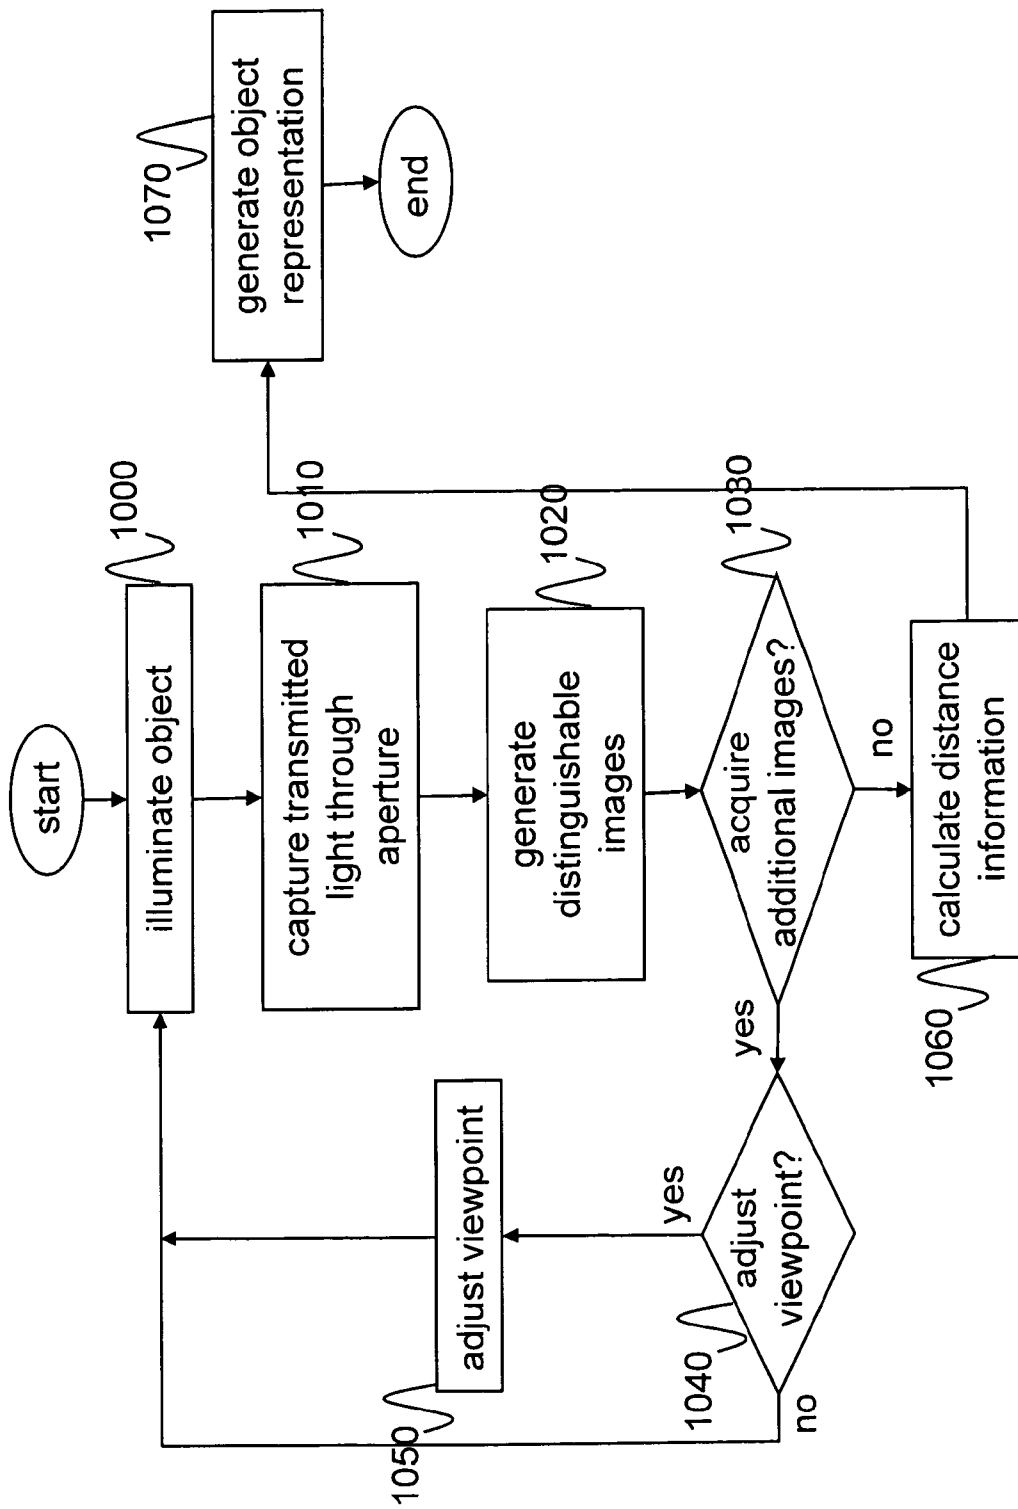 start
illuminate object
1000
capture transmitted
light through
aperture
1010
generate
distinguishable
images
1020
acquire
additional images?
1030
yes
no
adjust
viewpoint?
1040
yes
no
adjust viewpoint
1050
calculate distance
information
1060
generate object
representation
1070
end